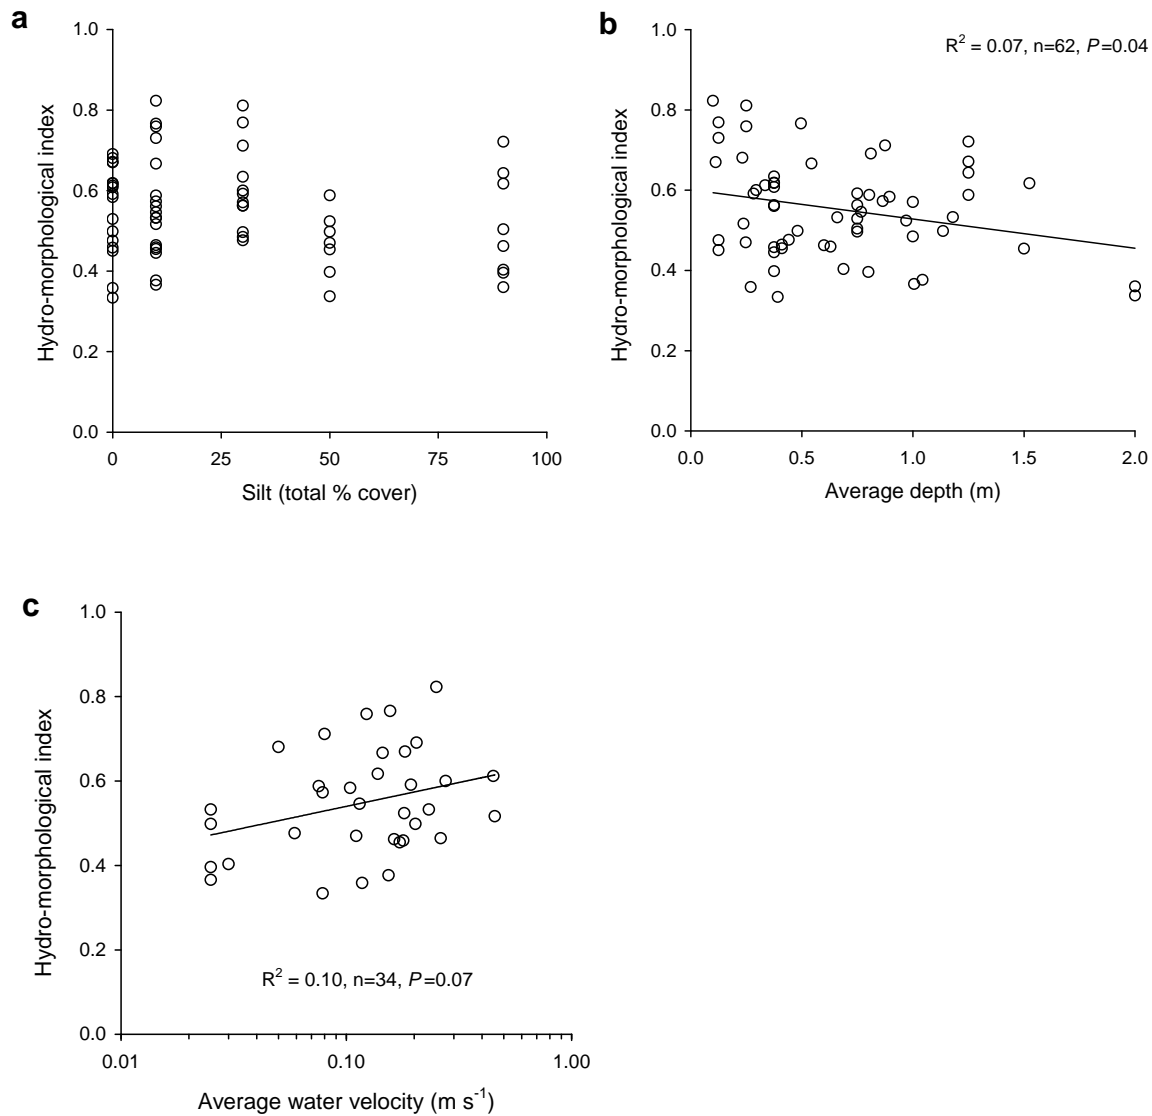 a
1.0
0.8
0.6
0.4
0.2
0.0
Hydro-morphological index
0 25 50 75 100
Silt (total % cover)
b
R² = 0.07, n=62, P=0.04
1.0
0.8
0.6
0.4
0.2
0.0
Hydro-morphological index
0.0 0.5 1.0 1.5 2.0
Average depth (m)
c
1.0
0.8
0.6
0.4
0.2
0.0
Hydro-morphological index
R² = 0.10, n=34, P=0.07
0.01 0.10 1.00
Average water velocity (m s⁻¹)